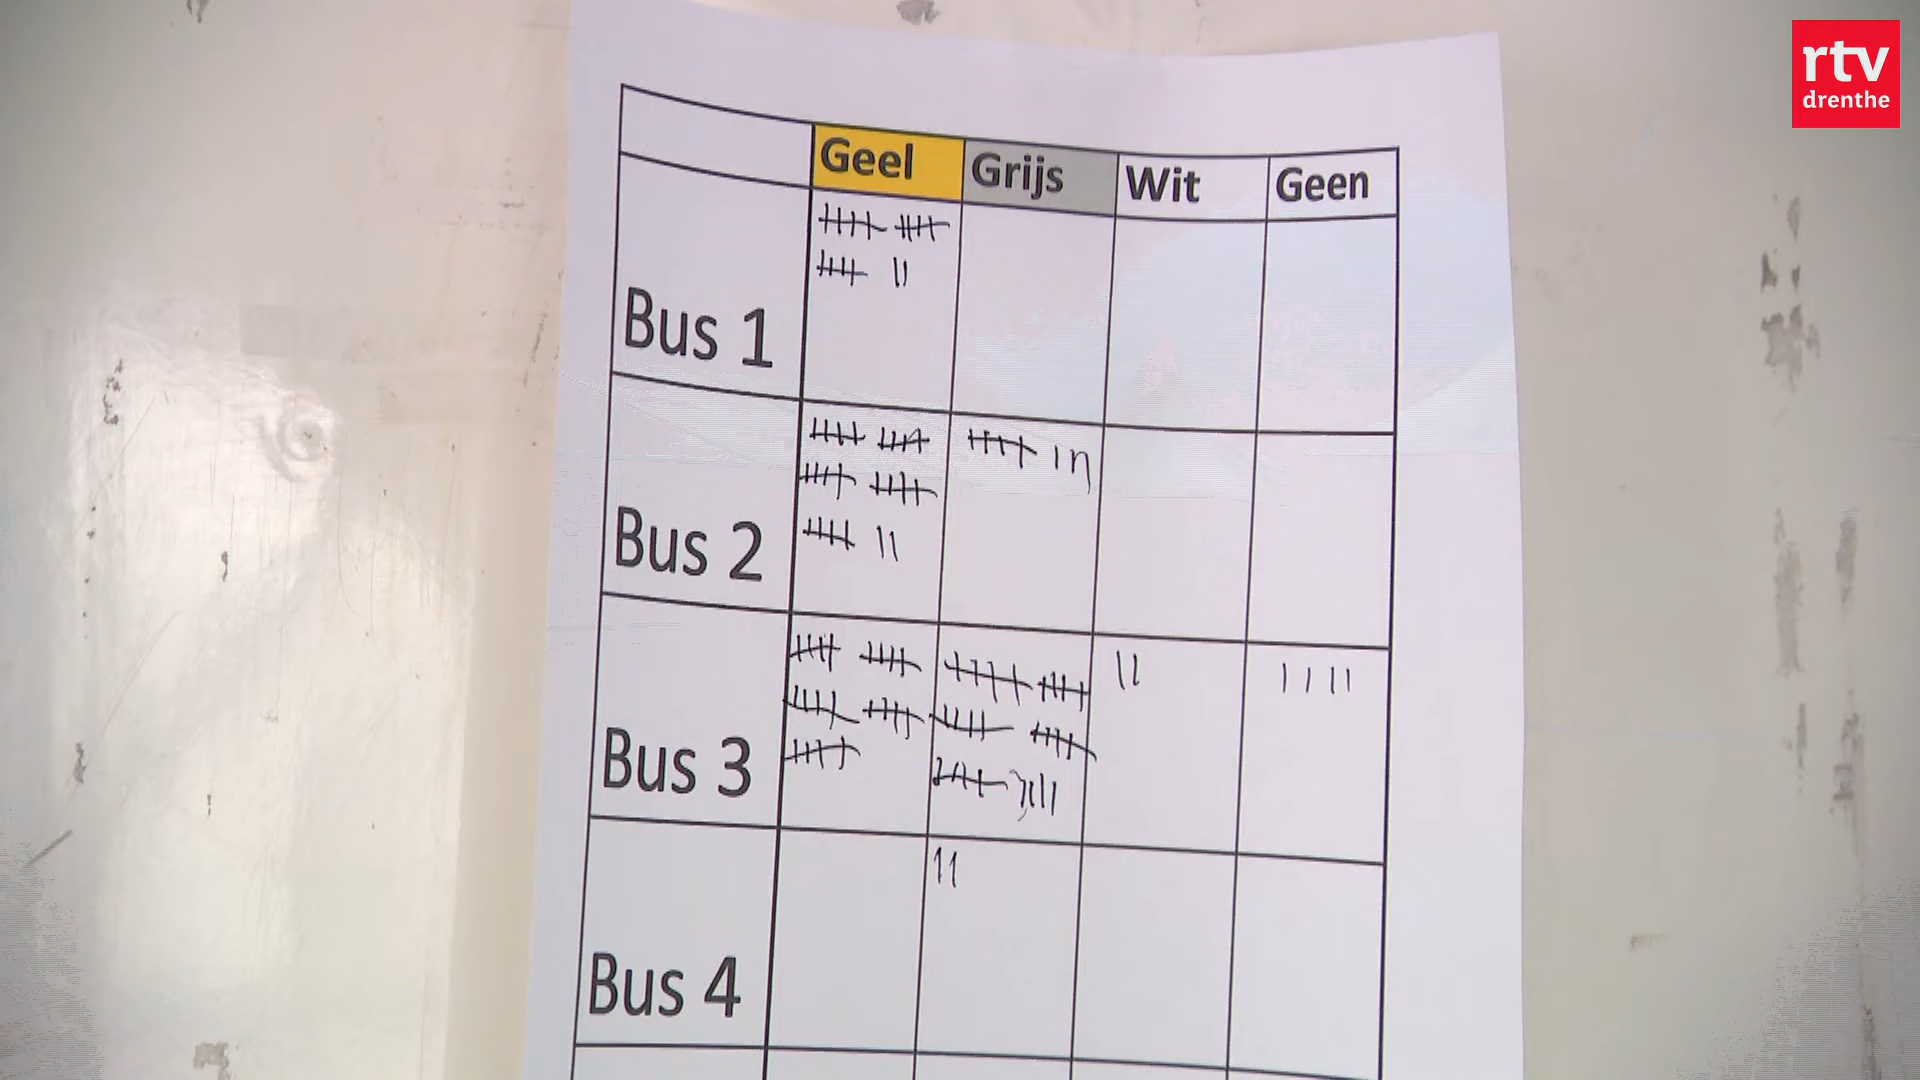 rtv
drenthe
Geel Grijs Wit Geen
Bus 1
Bus 2
Bus 3
Bus 4